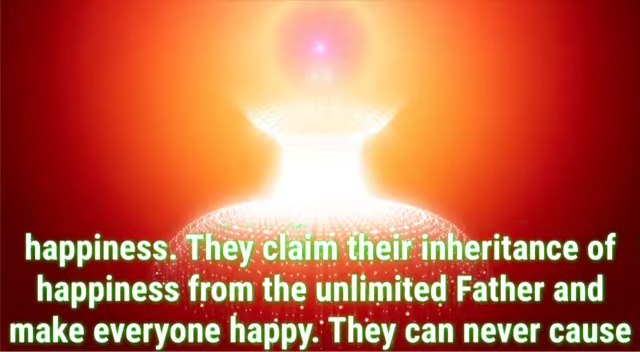 happiness. They claim their inheritance of
happiness from the unlimited Father and
make everyone happy. They can never cause